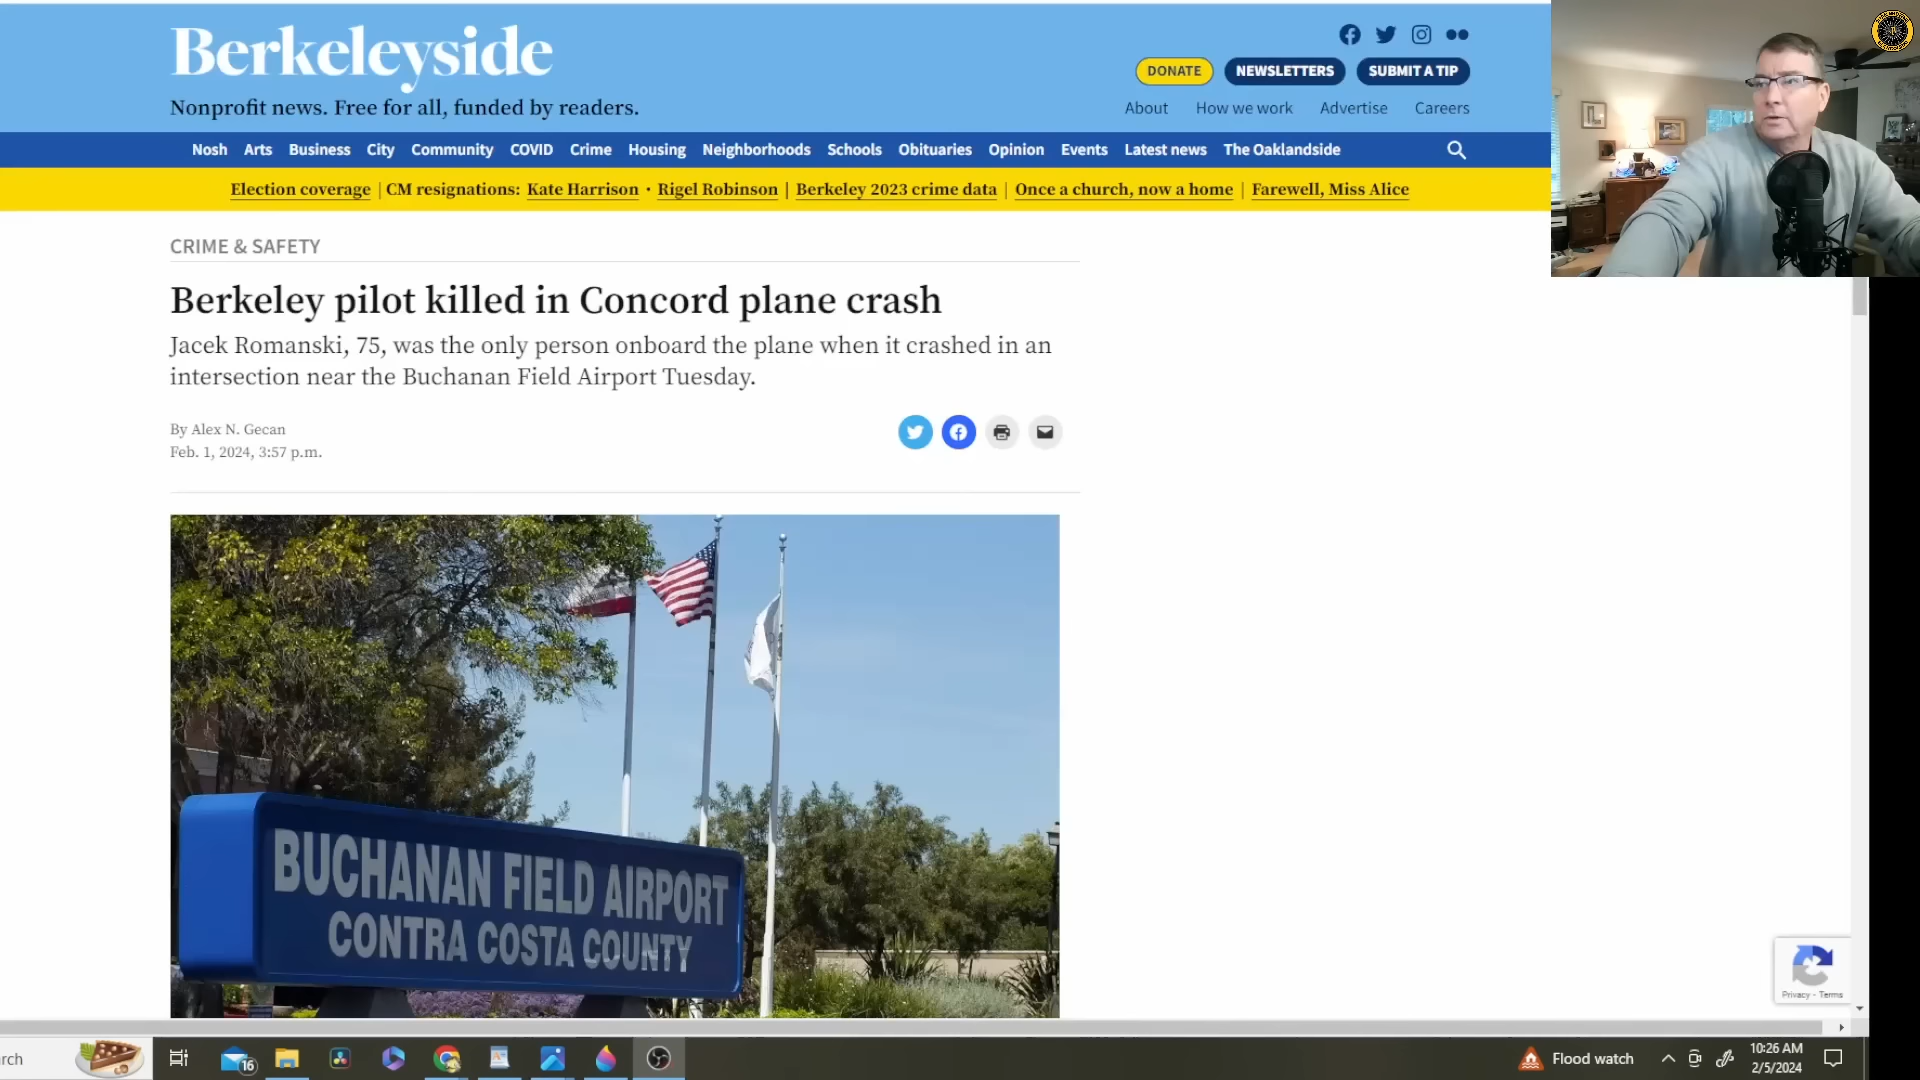 Berkeleyside
Nonprofit news. Free for all, funded by readers.
DONATE NEWSLETTERS SUBMIT A TIP
About How we work Advertise Careers
Nosh Arts Business City Community COVID Crime Housing Neighborhoods Schools Obituaries Opinion Events Latest news The Oaklandside
Election coverage | CM resignations: Kate Harrison • Rigel Robinson | Berkeley 2023 crime data | Once a church, now a home | Farewell, Miss Alice
CRIME & SAFETY
Berkeley pilot killed in Concord plane crash
Jacek Romanski, 75, was the only person onboard the plane when it crashed in an
intersection near the Buchanan Field Airport Tuesday.
By Alex N. Gecan
Feb. 1, 2024, 3:57 p.m.
BUCHANAN FIELD AIRPORT
CONTRA COSTA COUNTY
Privacy - Terms
rch
16
Flood watch
10:26 AM
2/5/2024